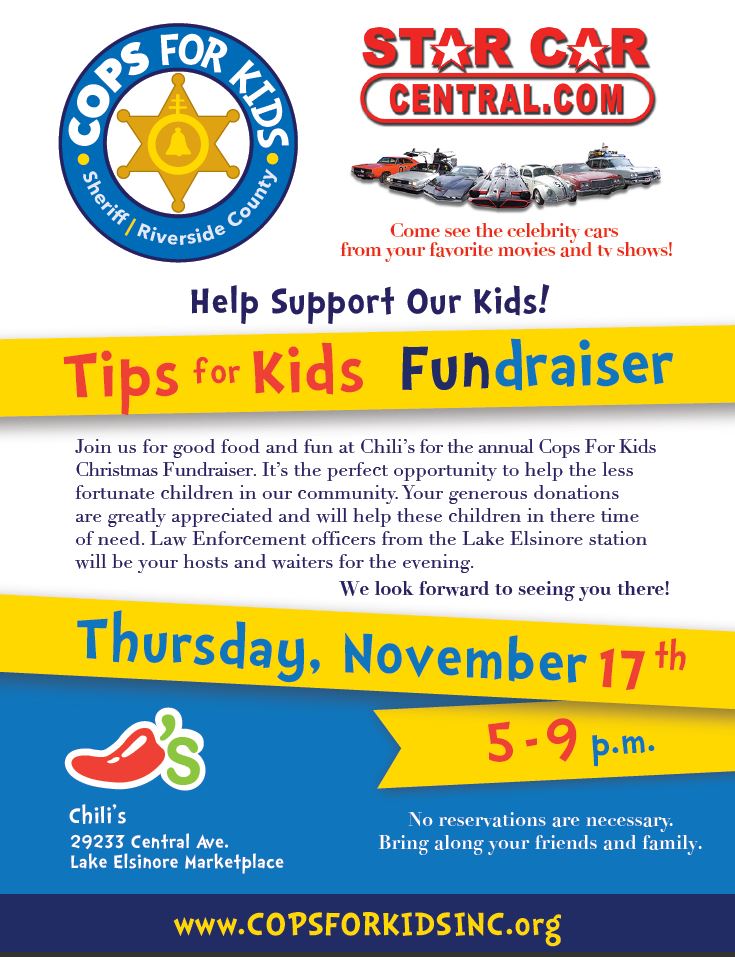 COPS FOR KIDS
Sheriff | Riverside County
STAR CAR
CENTRAL.COM
Come see the celebrity cars
from your favorite movies and tv shows!
Help Support Our Kids!
Tips for Kids Fundraiser
Join us for good food and fun at Chili's for the annual Cops For Kids
Christmas Fundraiser. It's the perfect opportunity to help the less
fortunate children in our community. Your generous donations
are greatly appreciated and will help these children in there time
of need. Law Enforcement officers from the Lake Elsinore station
will be your hosts and waiters for the evening.
We look forward to seeing you there!
Thursday, November 17th
5-9 p.m.
's
Chili's
29233 Central Ave.
Lake Elsinore Marketplace
No reservations are necessary.
Bring along your friends and family.
www.COPSFORKIDSINC.org